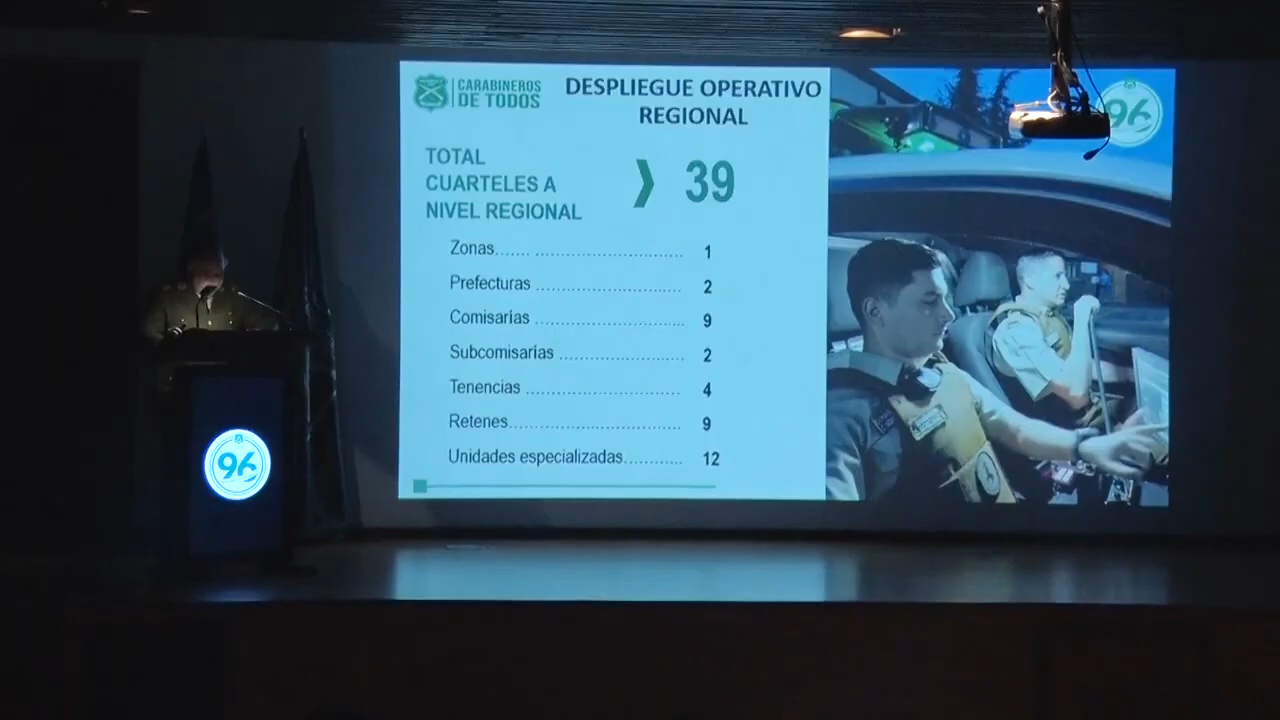 CARABINEROS
DE TODOS
DESPLIEGUE OPERATIVO
REGIONAL
96
TOTAL
CUARTELES A
NIVEL REGIONAL
39
Zonas....... ................................ 1
Prefecturas ................................ 2
Comisarías ................................. 9
Subcomisarías ........................... 2
Tenencias .................................. 4
Retenes...................................... 9
Unidades especializadas............ 12
96